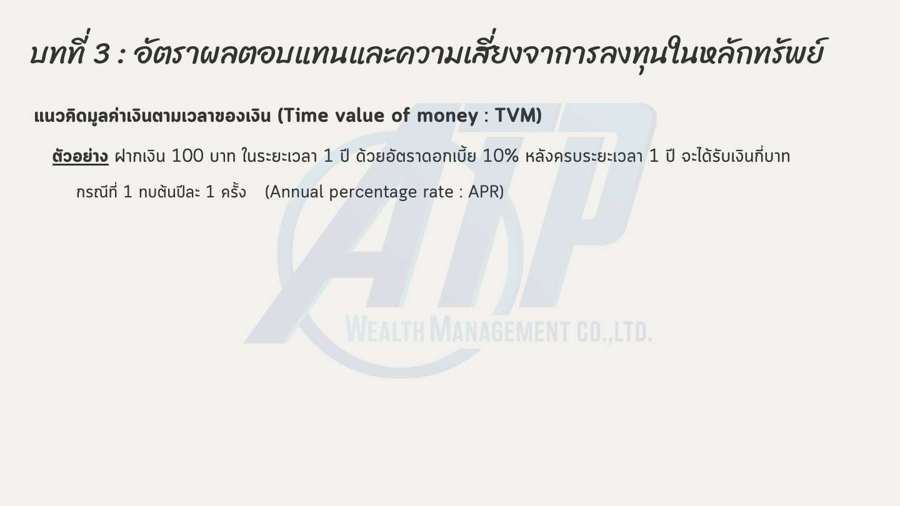 บทที่ 3 : อัตราผลตอบแทนและความเสี่ยงจาการลงทุนในหลักทรัพย์
แนวคิดมูลค่าเงินตามเวลาของเงิน (Time value of money : TVM)
ตัวอย่าง ฝากเงิน 100 บาท ในระยะเวลา 1 ปี ด้วยอัตราดอกเบี้ย 10% หลังครบระยะเวลา 1 ปี จะได้รับเงินกี่บาท
กรณีที่ 1 ทบต้นปีละ 1 ครั้ง (Annual percentage rate : APR)
ATP
WEALTH MANAGEMENT CO.,LTD.